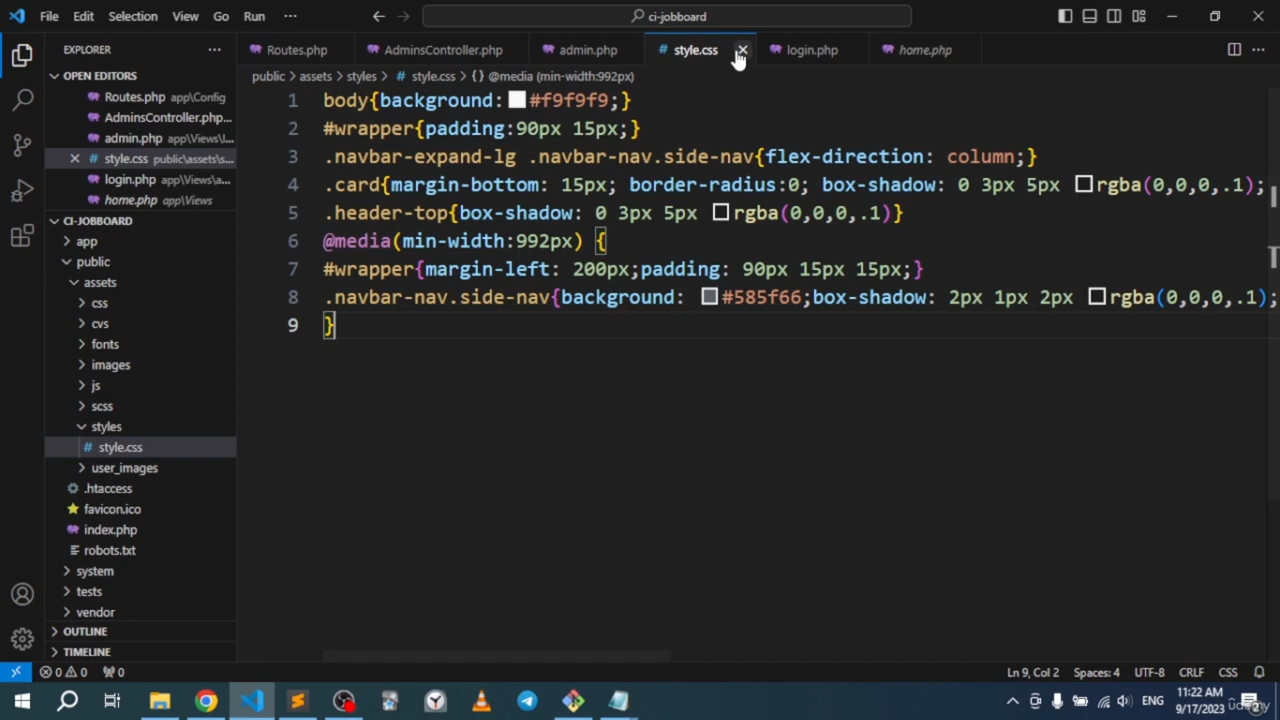 File Edit Selection View Go Run ··· ci-jobboard
EXPLORER ···
Routes.php AdminsController.php admin.php # style.css login.php home.php ···
OPEN EDITORS
Routes.php app\Config
AdminsController.php...
admin.php app\Views\l...
# style.css public\assets\s...
login.php app\Views\a...
home.php app\Views
CI-JOBBOARD
app
public
assets
css
cvs
fonts
images
js
scss
styles
# style.css
user_images
.htaccess
favicon.ico
index.php
robots.txt
system
tests
vendor
OUTLINE
TIMELINE
public > assets > styles > # style.css > {} @media (min-width:992px)
1 body{background: #f9f9f9;}
2 #wrapper{padding:90px 15px;}
3 .navbar-expand-lg .navbar-nav.side-nav{flex-direction: column;}
4 .card{margin-bottom: 15px; border-radius:0; box-shadow: 0 3px 5px rgba(0,0,0,.1);
5 .header-top{box-shadow: 0 3px 5px rgba(0,0,0,.1)}
6 @media(min-width:992px) {
7 #wrapper{margin-left: 200px;padding: 90px 15px 15px;}
8 .navbar-nav.side-nav{background: #585f66;box-shadow: 2px 1px 2px rgba(0,0,0,.1);
9 }
0 0 0 Ln 9, Col 2 Spaces: 4 UTF-8 CRLF CSS
ENG 11:22 AM
9/17/2023
Udemy